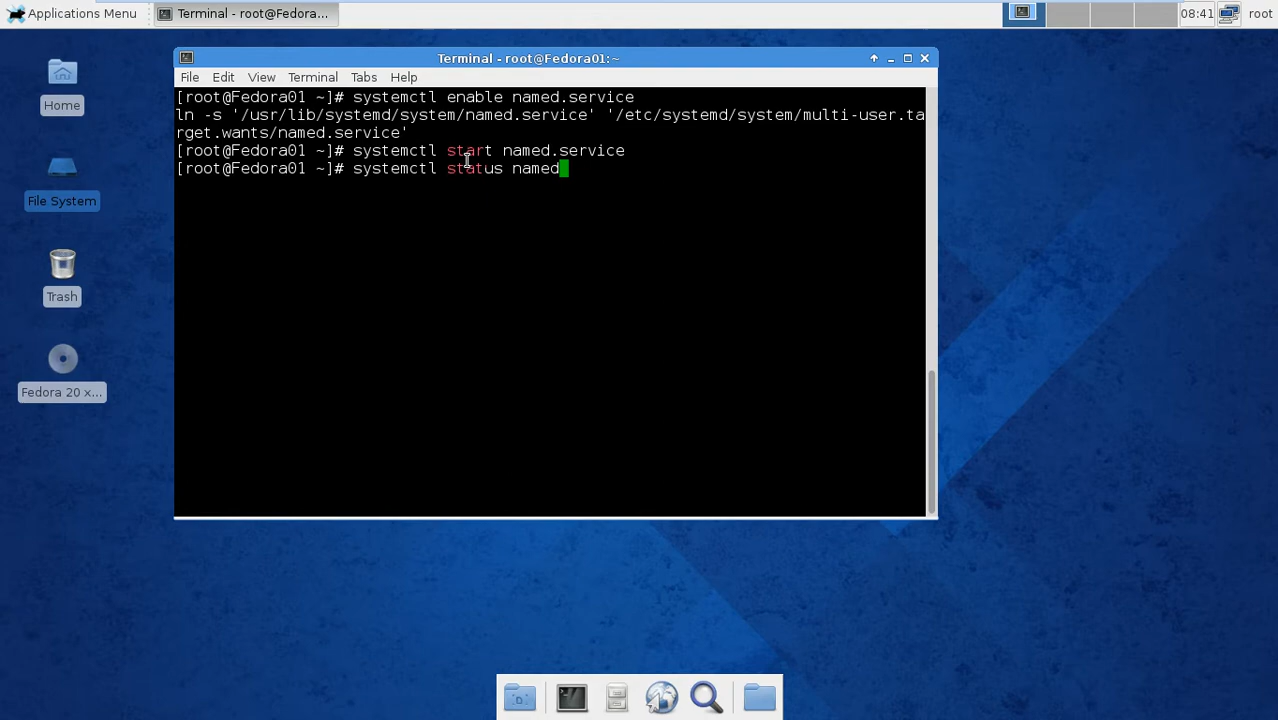 Applications Menu
Terminal - root@Fedora...
08:41
root
Terminal - root@Fedora01:~
File Edit View Terminal Tabs Help
[root@Fedora01 ~]# systemctl enable named.service
ln -s '/usr/lib/systemd/system/named.service' '/etc/systemd/system/multi-user.ta
rget.wants/named.service'
[root@Fedora01 ~]# systemctl start named.service
[root@Fedora01 ~]# systemctl status named
Home
File System
Trash
Fedora 20 x...